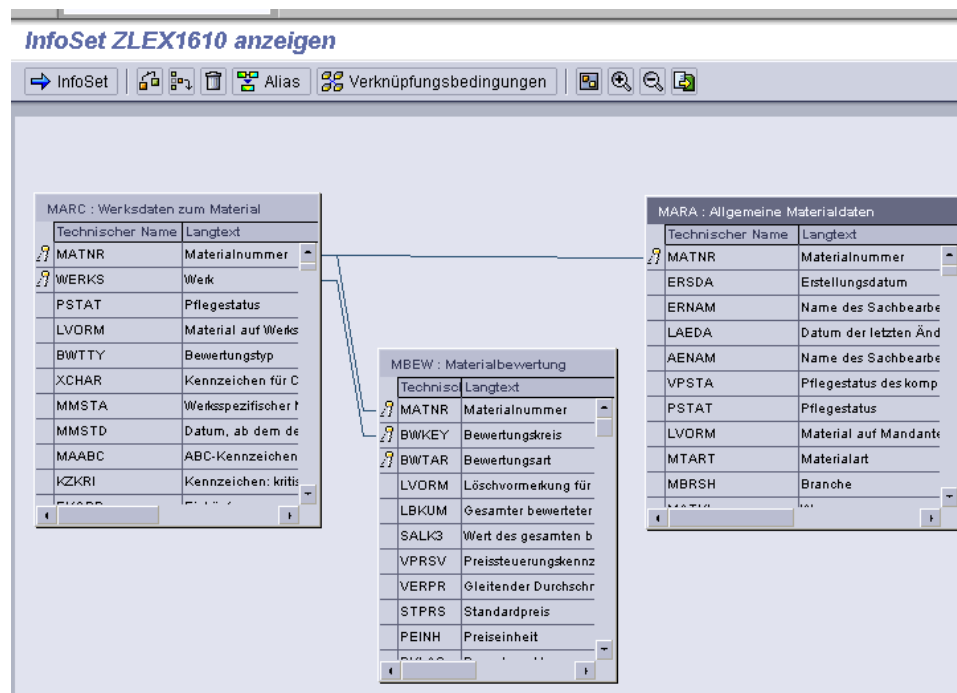 InfoSet ZLEX1610 anzeigen
InfoSet Alias Verknüpfungsbedingungen
MARC : Werksdaten zum Material
Technischer Name Langtext
MATNR Materialnummer
WERKS Werk
PSTAT Pflegestatus
LVORM Material auf Werks
BWTTY Bewertungstyp
XCHAR Kennzeichen für C
MMSTA Werksspezifischer
MMSTD Datum, ab dem de
MAABC ABC-Kennzeichen
KZKRI Kennzeichen: kritis
MBEW : Materialbewertung
Technisc Langtext
MATNR Materialnummer
BWKEY Bewertungskreis
BWTAR Bewertungsart
LVORM Löschvormerkung für
LBKUM Gesamter bewerteter
SALK3 Wert des gesamten b
VPRSV Preissteuerungskennz
VERPR Gleitender Durchschr
STPRS Standardpreis
PEINH Preiseinheit
MARA : Allgemeine Materialdaten
Technischer Name Langtext
MATNR Materialnummer
ERSDA Erstellungsdatum
ERNAM Name des Sachbearbe
LAEDA Datum der letzten Änd
AENAM Name des Sachbearbe
VPSTA Pflegestatus des komp
PSTAT Pflegestatus
LVORM Material auf Mandante
MTART Materialart
MBRSH Branche